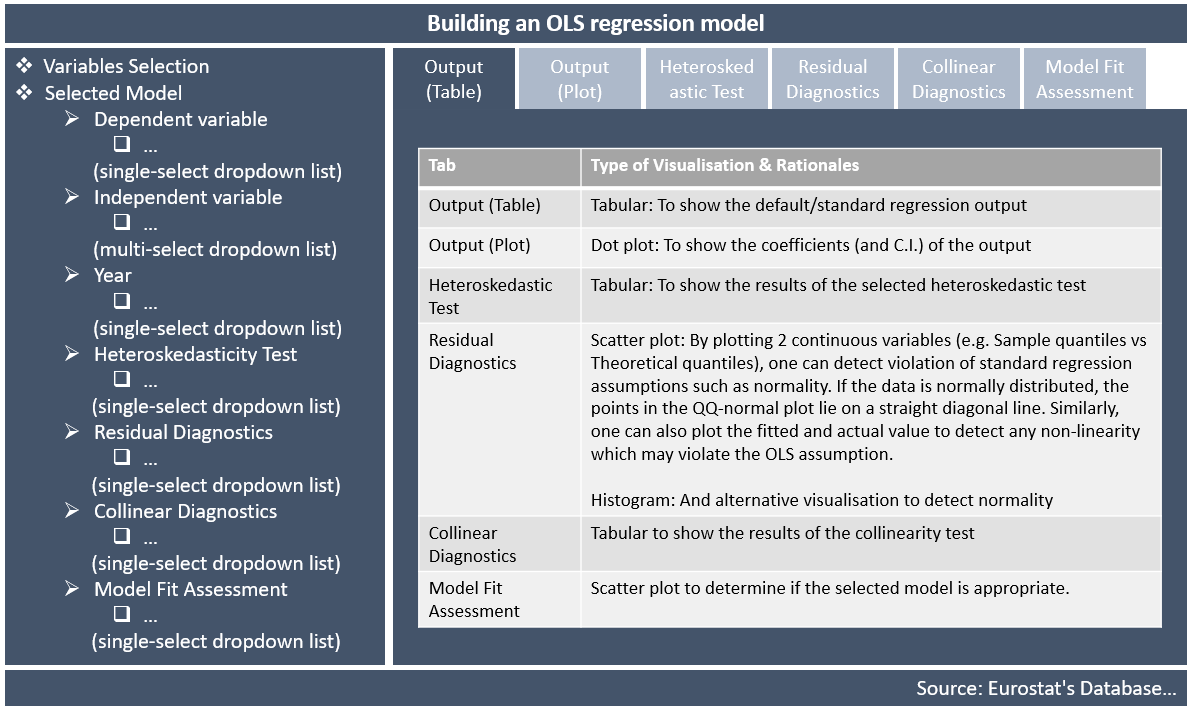 Building an OLS regression model
❖ Variables Selection
❖ Selected Model
➢ Dependent variable
❑ ...
(single-select dropdown list)
➢ Independent variable
❑ ...
(multi-select dropdown list)
➢ Year
❑ ...
(single-select dropdown list)
➢ Heteroskedasticity Test
❑ ...
(single-select dropdown list)
➢ Residual Diagnostics
❑ ...
(single-select dropdown list)
➢ Collinear Diagnostics
❑ ...
(single-select dropdown list)
➢ Model Fit Assessment
❑ ...
(single-select dropdown list)
Output
(Table)
Output
(Plot)
Heterosked
astic Test
Residual
Diagnostics
Collinear
Diagnostics
Model Fit
Assessment
Tab
Type of Visualisation & Rationales
Output (Table)
Tabular: To show the default/standard regression output
Output (Plot)
Dot plot: To show the coefficients (and C.I.) of the output
Heteroskedastic
Test
Tabular: To show the results of the selected heteroskedastic test
Residual
Diagnostics
Scatter plot: By plotting 2 continuous variables (e.g. Sample quantiles vs
Theoretical quantiles), one can detect violation of standard regression
assumptions such as normality. If the data is normally distributed, the
points in the QQ-normal plot lie on a straight diagonal line. Similarly,
one can also plot the fitted and actual value to detect any non-linearity
which may violate the OLS assumption.
Histogram: And alternative visualisation to detect normality
Collinear
Diagnostics
Tabular to show the results of the collinearity test
Model Fit
Assessment
Scatter plot to determine if the selected model is appropriate.
Source: Eurostat's Database...